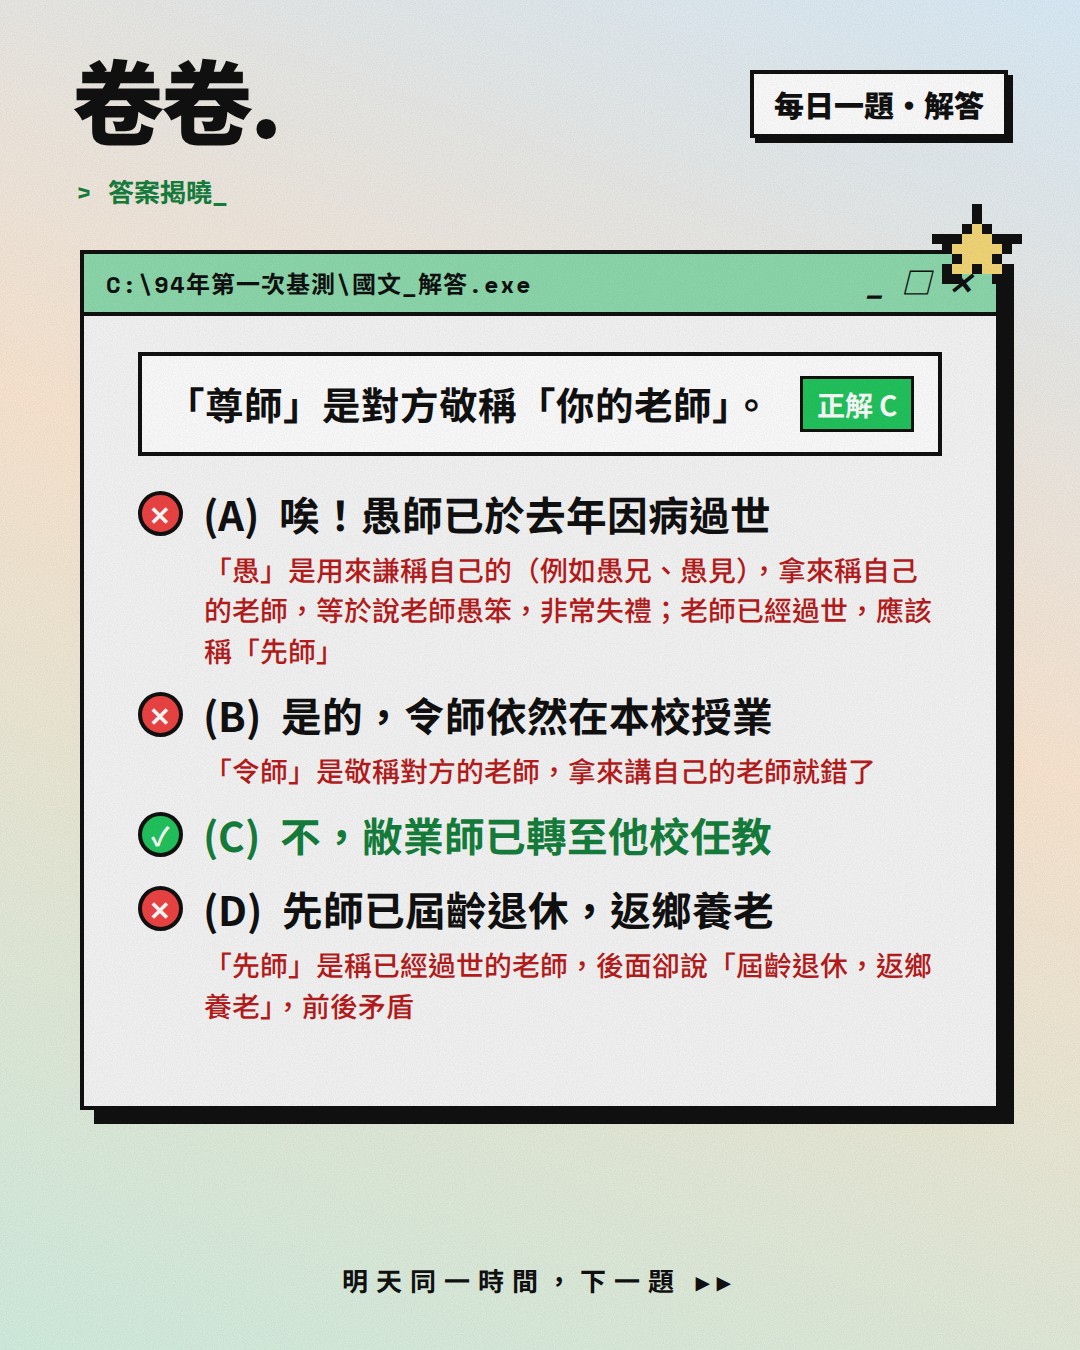 卷卷.
每日一題・解答
> 答案揭曉_
C:\94年第一次基測\國文_解答.exe
「尊師」是對方敬稱「你的老師」。
正解 C
(A) 唉！愚師已於去年因病過世
「愚」是用來謙稱自己的（例如愚兄、愚見），拿來稱自己
的老師，等於說老師愚笨，非常失禮；老師已經過世，應該
稱「先師」
(B) 是的，令師依然在本校授業
「令師」是敬稱對方的老師，拿來講自己的老師就錯了
(C) 不，敝業師已轉至他校任教
(D) 先師已屆齡退休，返鄉養老
「先師」是稱已經過世的老師，後面卻說「屆齡退休，返鄉
養老」，前後矛盾
明天同一時間，下一題 ▸▸